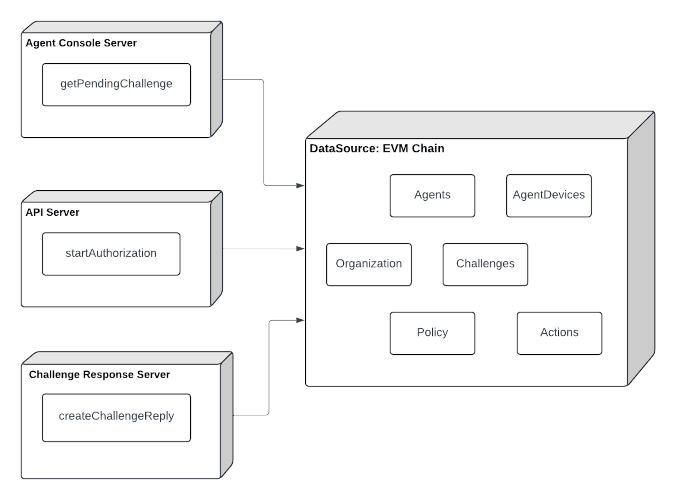 Agent Console Server
getPendingChallenge
API Server
startAuthorization
Challenge Response Server
createChallengeReply
DataSource: EVM Chain
Agents
AgentDevices
Organization
Challenges
Policy
Actions